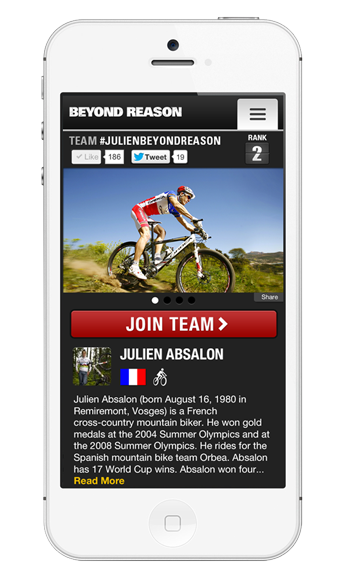 BEYOND REASON
TEAM #JULIENBEYONDREASON
RANK
2
Like 186 Tweet 19
Share
JOIN TEAM
JULIEN ABSALON
Julien Absalon (born August 16, 1980 in
Remiremont, Vosges) is a French
cross-country mountain biker. He won gold
medals at the 2004 Summer Olympics and at
the 2008 Summer Olympics. He rides for the
Spanish mountain bike team Orbea. Absalon
has 17 World Cup wins. Absalon won four...
Read More